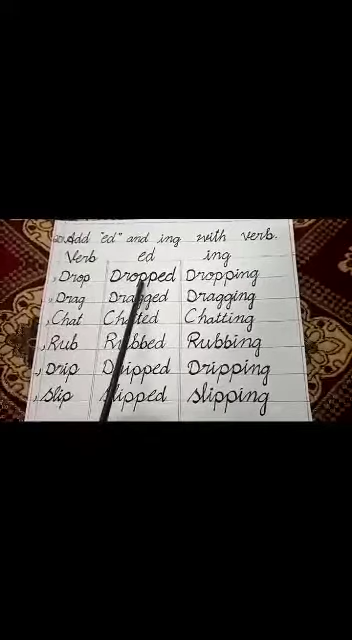 Add "ed" and ing with verb.
Verb ed ing
Drop Dropped Dropping
Drag Dragged Dragging
Chat Chatted Chatting
Rub Rubbed Rubbing
Drip Dripped Dripping
Slip Slipped Slipping